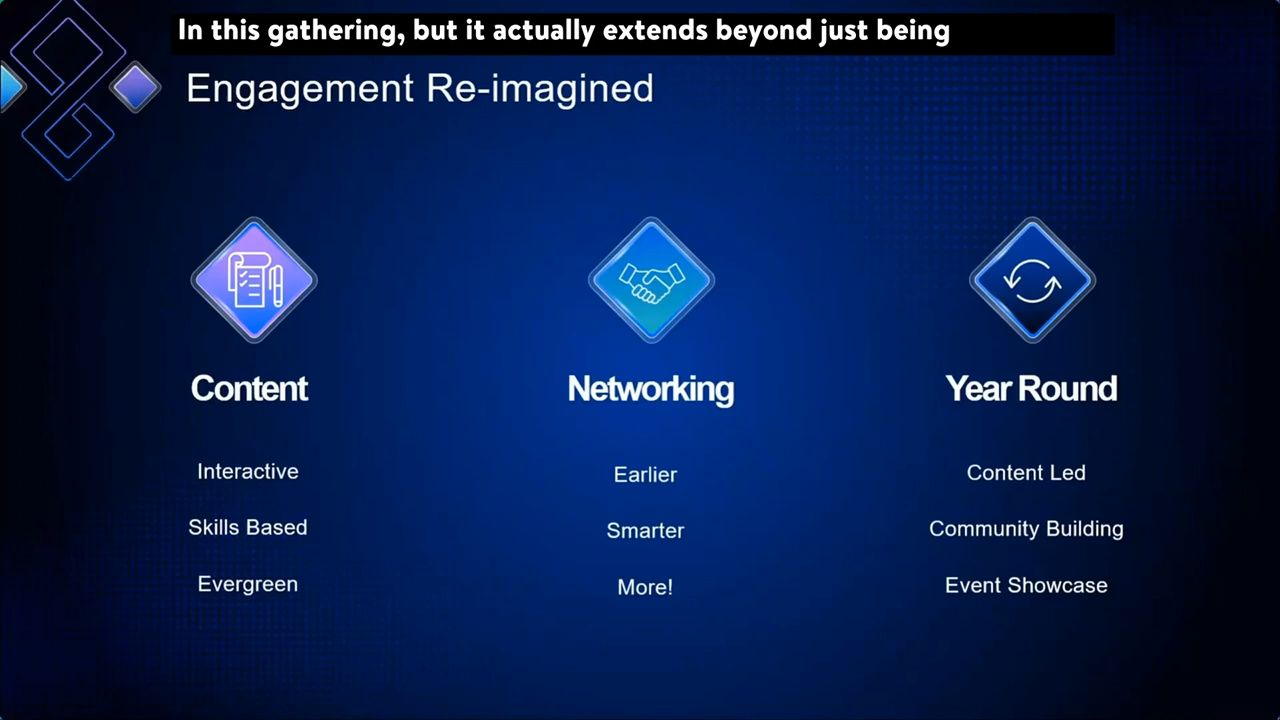 In this gathering, but it actually extends beyond just being
Engagement Re-imagined
Content
Interactive
Skills Based
Evergreen
Networking
Earlier
Smarter
More!
Year Round
Content Led
Community Building
Event Showcase